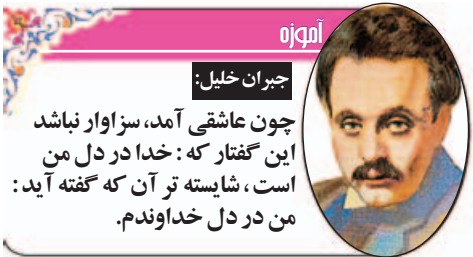 آموزه
جبران خلیل:
چون عاشقی آمد، سزاوار نباشد
این گفتار که : خدا در دل من
است ، شایسته تر آن که گفته آید :
من در دل خداوندم.